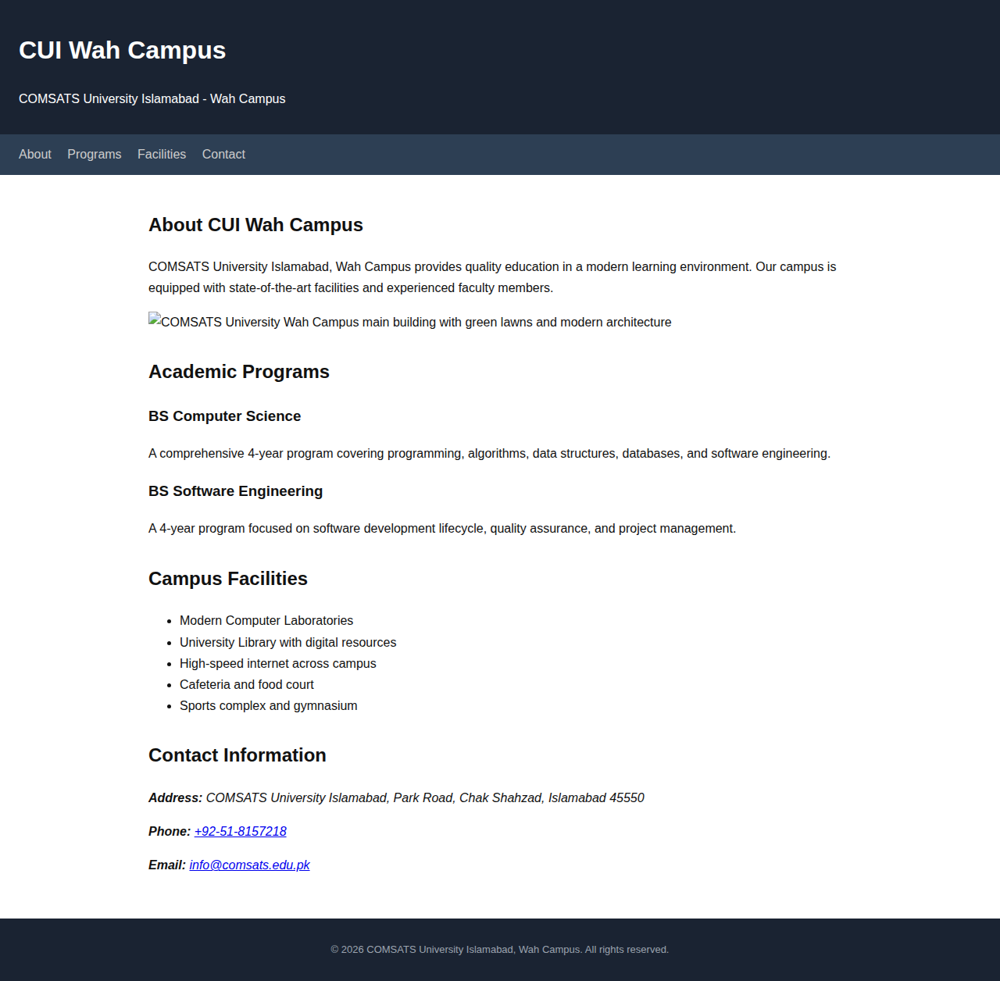 CUI Wah Campus
COMSATS University Islamabad - Wah Campus
About Programs Facilities Contact
About CUI Wah Campus
COMSATS University Islamabad, Wah Campus provides quality education in a modern learning environment. Our campus is
equipped with state-of-the-art facilities and experienced faculty members.
COMSATS University Wah Campus main building with green lawns and modern architecture
Academic Programs
BS Computer Science
A comprehensive 4-year program covering programming, algorithms, data structures, databases, and software engineering.
BS Software Engineering
A 4-year program focused on software development lifecycle, quality assurance, and project management.
Campus Facilities
• Modern Computer Laboratories
• University Library with digital resources
• High-speed internet across campus
• Cafeteria and food court
• Sports complex and gymnasium
Contact Information
Address: COMSATS University Islamabad, Park Road, Chak Shahzad, Islamabad 45550
Phone: +92-51-8157218
Email: info@comsats.edu.pk
© 2026 COMSATS University Islamabad, Wah Campus. All rights reserved.